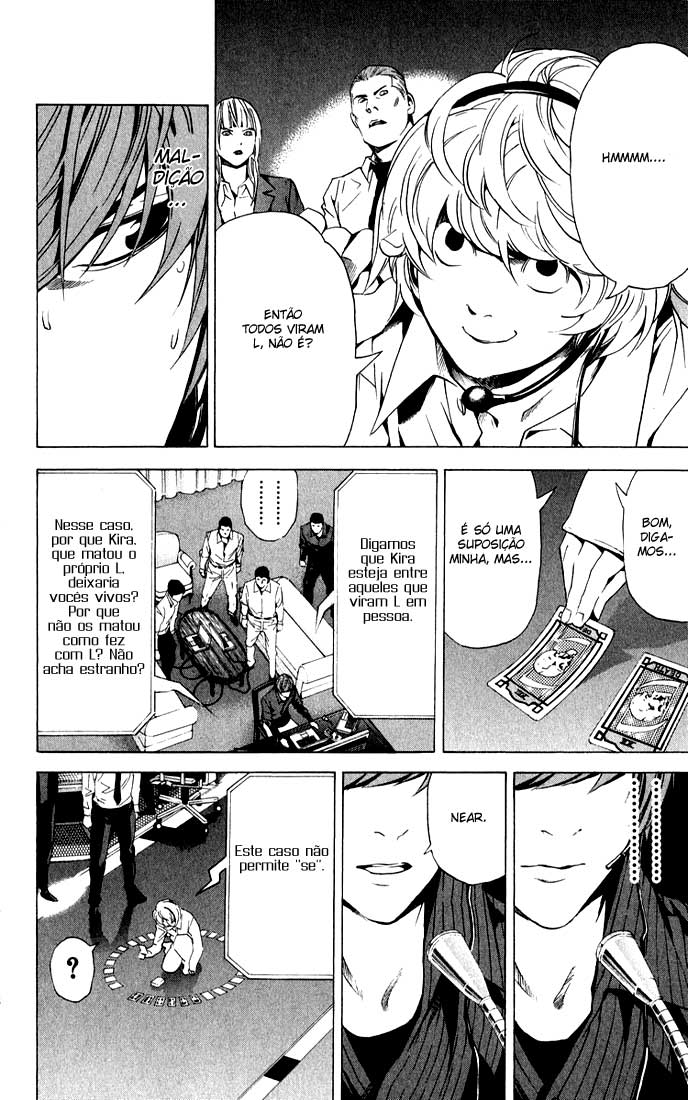 HMMMM....
ENTÃO
TODOS VIRAM
L, NÃO É?
MAL-
DIÇÃO
...
BOM,
DIGA-
MOS...
É SÓ UMA
SUPOSIÇÃO
MINHA, MAS...
Digamos
que Kira
esteja entre
aqueles que
viram L em
pessoa.
Nesse caso,
por que Kira,
que matou o
próprio L,
deixaria
vocês vivos?
Por que
não os matou
como fez
com L? Não
acha estranho?
NEAR.
Este caso não
permite "se".
?